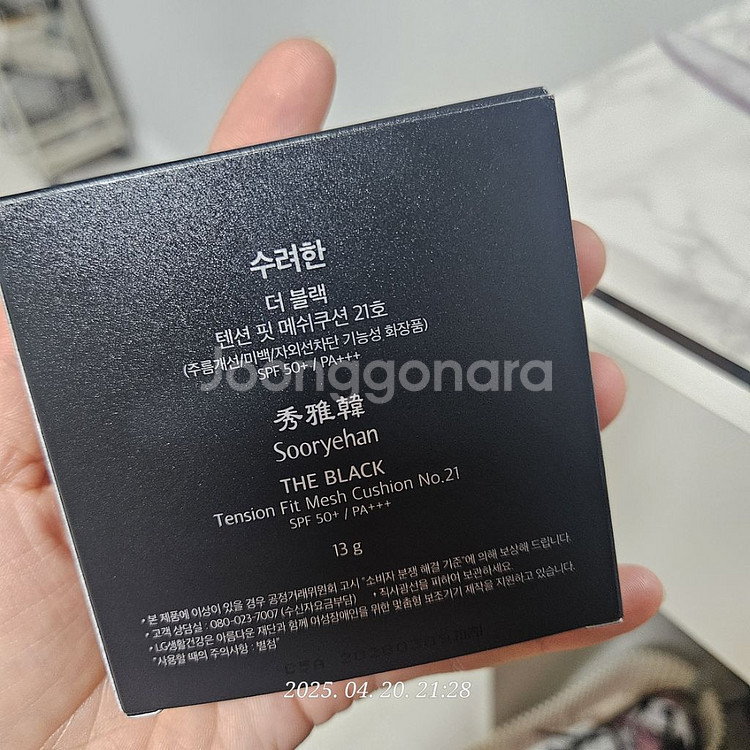 수려한
더 블랙
텐션 핏 메쉬쿠션 21호
(주름개선/미백/자외선차단 기능성 화장품)
SPF 50+ / PA+++
Joonggonara
秀雅韓
Sooryehan
THE BLACK
Tension Fit Mesh Cushion No.21
SPF 50+ / PA+++
13 g
• 본 제품에 이상이 있을 경우 공정거래위원회 고시 "소비자 분쟁 해결 기준"에 의해 보상해 드립니다.
• 고객 상담실 : 080-023-7007 (수신자요금부담) • 직사광선을 피하여 보관하세요.
• LG생활건강은 아름다운 재단과 함께 여성장애인을 위한 맞춤형 보조기기 제작을 지원하고 있습니다.
"사용할 때의 주의사항 : 별첨"
2025. 04. 20. 21:28